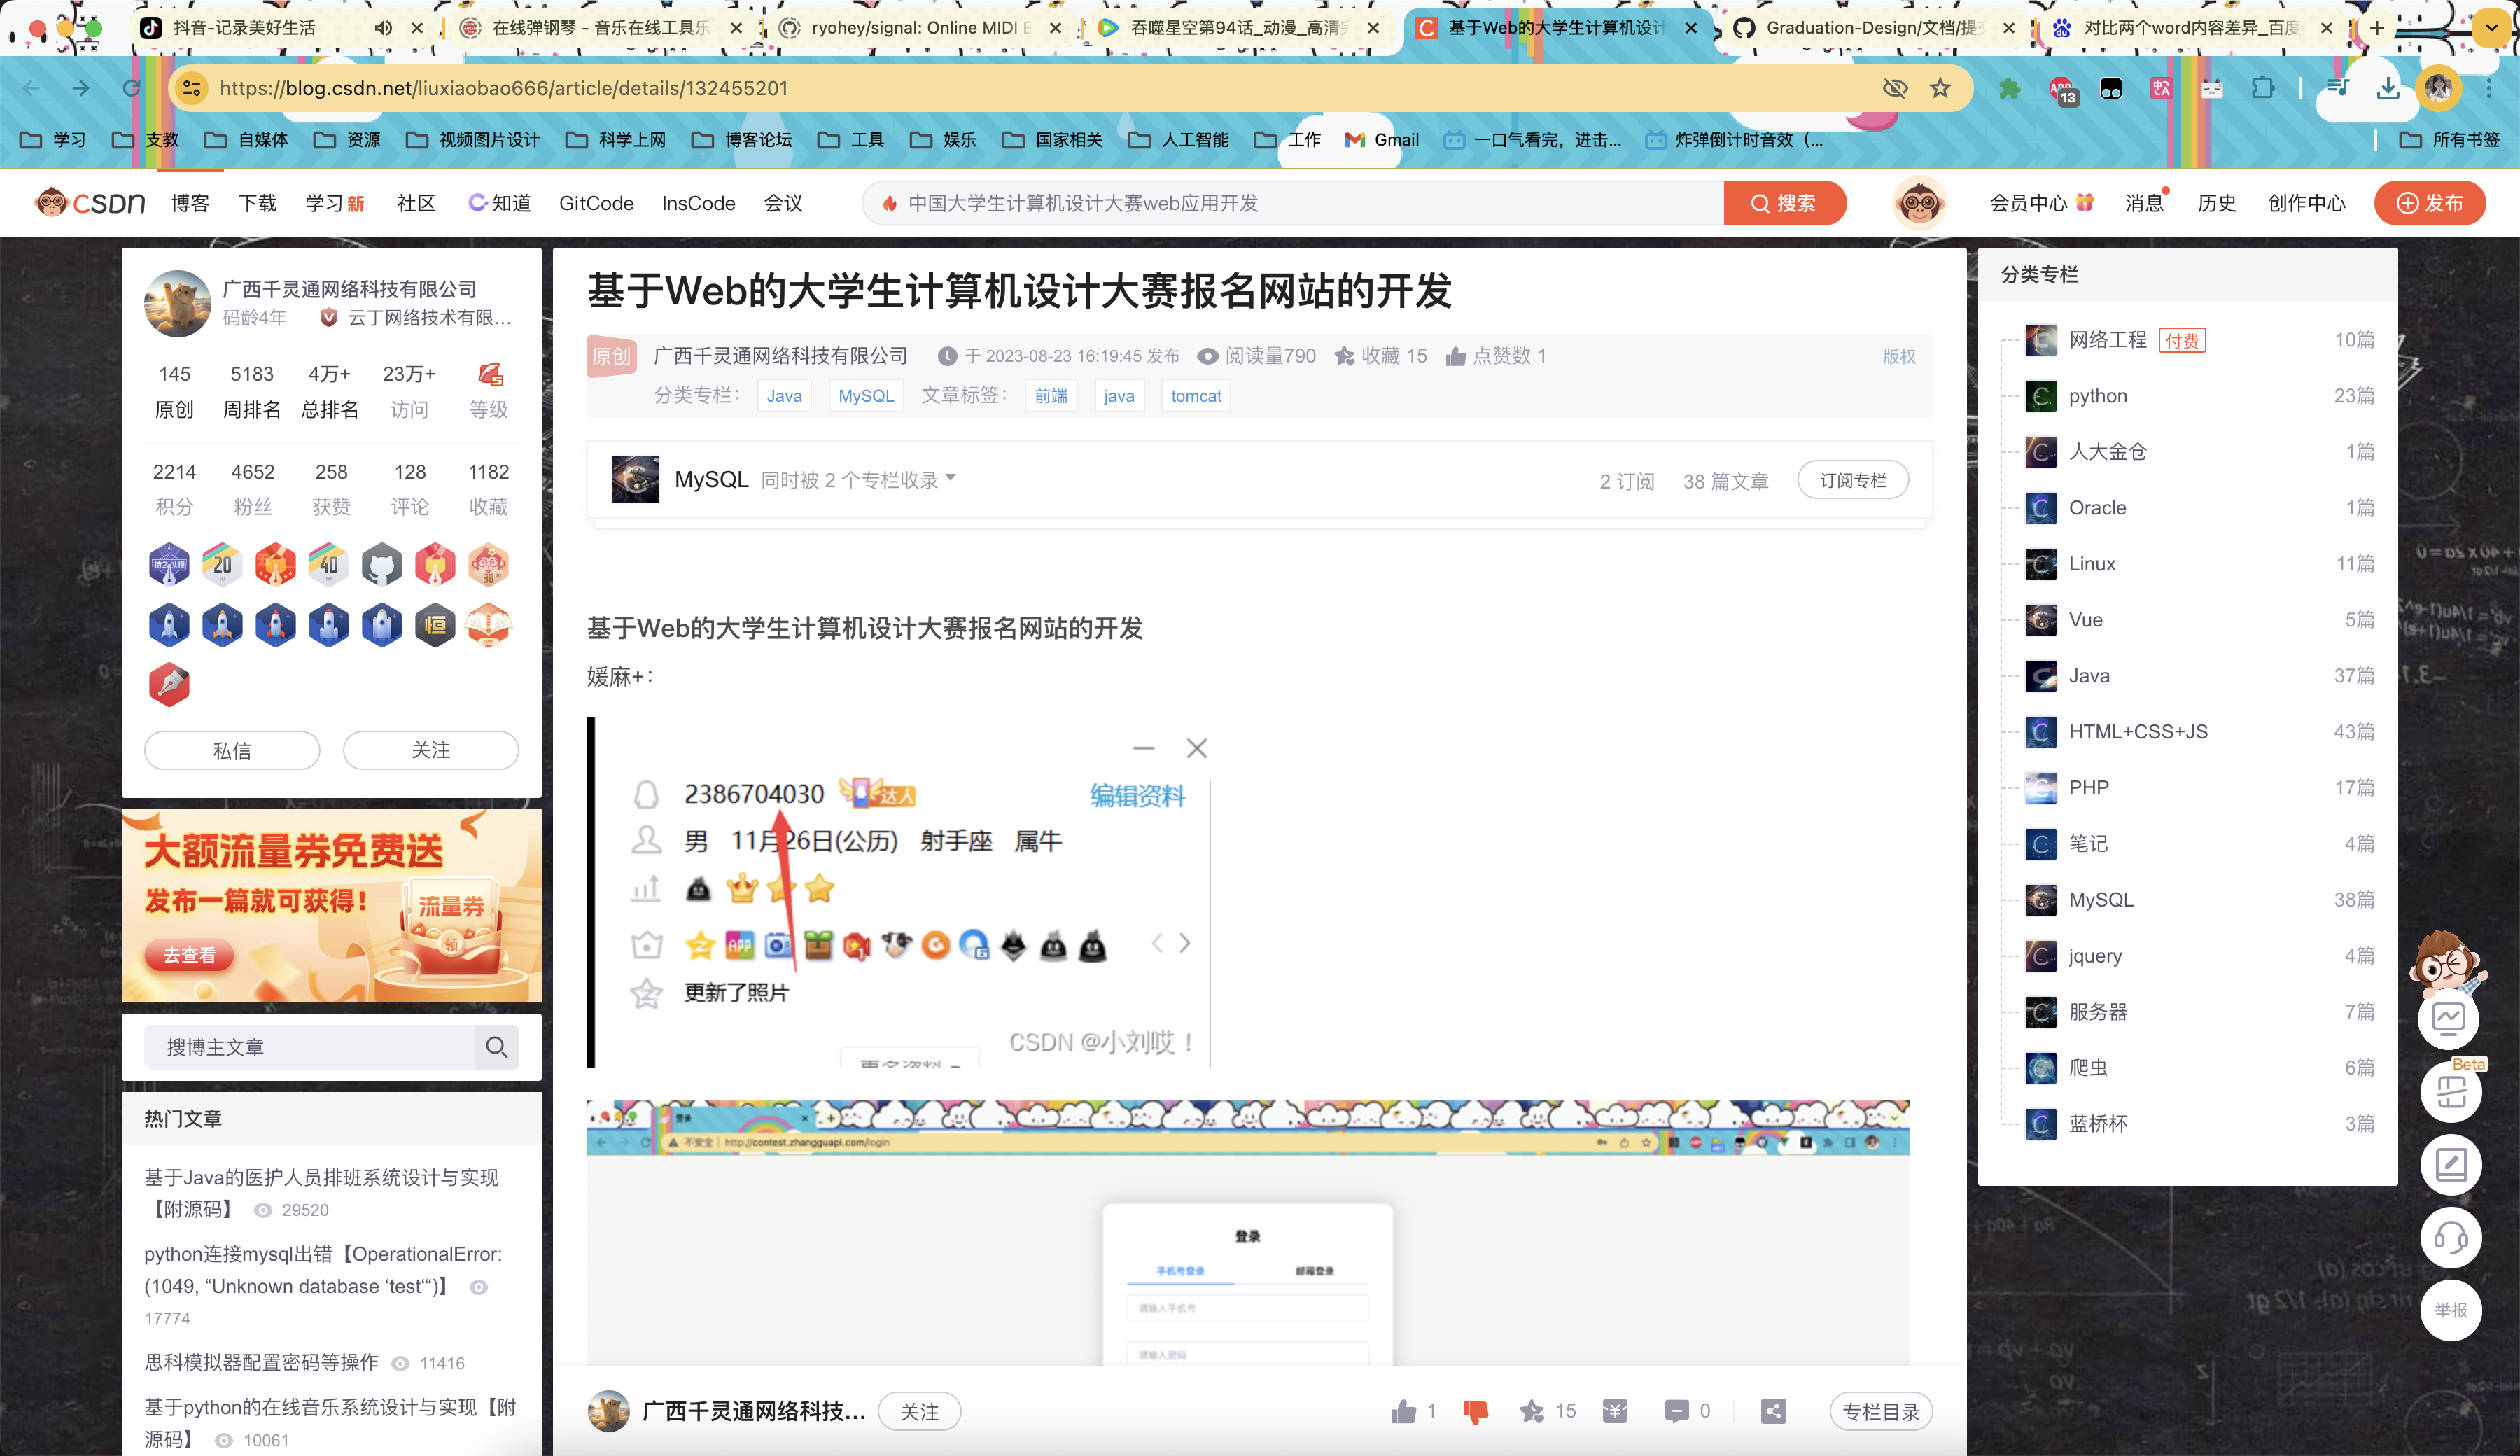 抖音-记录美好生活
在线弹钢琴 - 音乐在线工具乐
ryohey/signal: Online MIDI E
吞噬星空第94话_动漫_高清完
基于Web的大学生计算机设计
Graduation-Design/文档/提交
对比两个word内容差异_百度
https://blog.csdn.net/liuxiaobao666/article/details/132455201
13
学习
支教
自媒体
资源
视频图片设计
科学上网
博客论坛
工具
娱乐
国家相关
人工智能
工作
Gmail
一口气看完，进击...
炸弹倒计时音效（...
所有书签
CSDN
博客
下载
学习 新
社区
知道
GitCode
InsCode
会议
中国大学生计算机设计大赛web应用开发
搜索
会员中心
消息
历史
创作中心
发布
广西千灵通网络科技有限公司
码龄4年 云丁网络技术有限…
145 5183 4万+ 23万+
原创 周排名 总排名 访问 等级
2214 4652 258 128 1182
积分 粉丝 获赞 评论 收藏
持之以恒 20 40 30
恒
私信 关注
大额流量券免费送
发布一篇就可获得！
流量券
领
去查看
搜博主文章
热门文章
基于Java的医护人员排班系统设计与实现
【附源码】 29520
python连接mysql出错【OperationalError:
(1049, “Unknown database ‘test‘“)】
17774
思科模拟器配置密码等操作 11416
基于python的在线音乐系统设计与实现【附
源码】 10061
基于Web的大学生计算机设计大赛报名网站的开发
原创 广西千灵通网络科技有限公司 于 2023-08-23 16:19:45 发布 阅读量790 收藏 15 点赞数 1
版权
分类专栏： Java MySQL 文章标签： 前端 java tomcat
MySQL 同时被 2 个专栏收录 2 订阅 38 篇文章 订阅专栏
基于Web的大学生计算机设计大赛报名网站的开发
媛麻+：
2386704030 达人 编辑资料
男 11月26日(公历) 射手座 属牛
APP
更新了照片
CSDN @小刘哎！
登录
不安全 http://contest.zhangguapi.com/login
登录
手机号登录 邮箱登录
请输入手机号
请输入密码
广西千灵通网络科技… 关注 1 15 0 专栏目录
分类专栏
网络工程 付费 10篇
python 23篇
人大金仓 1篇
Oracle 1篇
Linux 11篇
Vue 5篇
Java 37篇
HTML+CSS+JS 43篇
PHP 17篇
笔记 4篇
MySQL 38篇
jquery 4篇
服务器 7篇
爬虫 6篇
蓝桥杯 3篇
Beta
举报